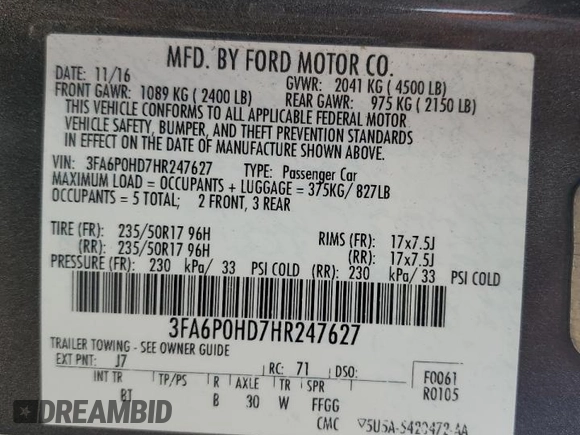 MFD. BY FORD MOTOR CO.
DATE: 11/16 GVWR: 2041 KG ( 4500 LB)
FRONT GAWR: 1089 KG ( 2400 LB) REAR GAWR: 975 KG ( 2150 LB)
THIS VEHICLE CONFORMS TO ALL APPLICABLE FEDERAL MOTOR
VEHICLE SAFETY, BUMPER, AND THEFT PREVENTION STANDARDS
IN EFFECT ON THE DATE OF MANUFACTURE SHOWN ABOVE.
VIN: 3FA6P0HD7HR247627 TYPE: Passenger Car
MAXIMUM LOAD = OCCUPANTS + LUGGAGE = 375KG/ 827LB
OCCUPANTS = 5 TOTAL; 2 FRONT, 3 REAR
TIRE (FR): 235/50R17 96H RIMS (FR): 17x7.5J
(RR): 235/50R17 96H (RR): 17x7.5J
PRESSURE (FR): 230 kPa/ 33 PSI COLD (RR): 230 kPa/ 33 PSI COLD
3FA6P0HD7HR247627
TRAILER TOWING - SEE OWNER GUIDE
EXT PNT: J7 RC: 71 DSO: F0061
R0105
INT TR TP/PS R AXLE TR SPR
BT B 30 W FFGG
CMC
DREAMBID